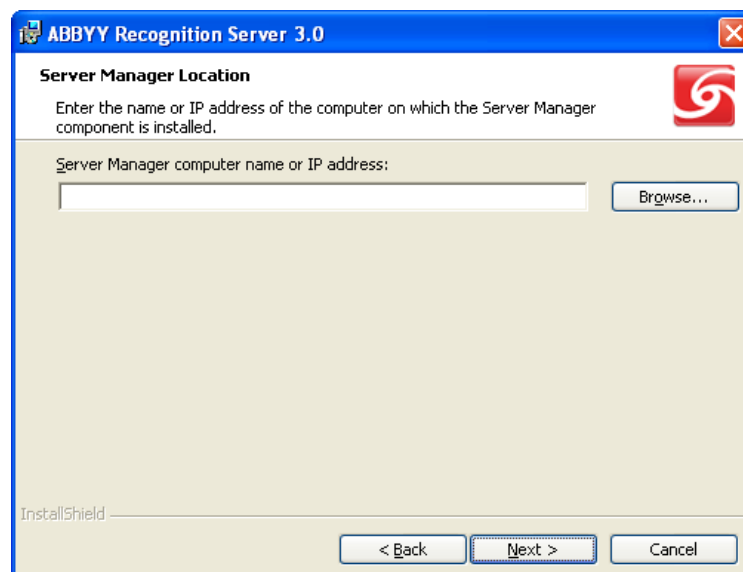 ABBYY Recognition Server 3.0
Server Manager Location
Enter the name or IP address of the computer on which the Server Manager
component is installed.
Server Manager computer name or IP address:
Browse...
InstallShield
< Back
Next >
Cancel